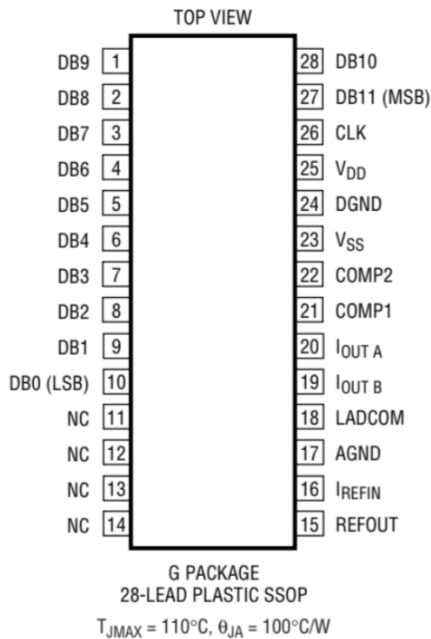 TOP VIEW
DB9 1 28 DB10
DB8 2 27 DB11 (MSB)
DB7 3 26 CLK
DB6 4 25 VDD
DB5 5 24 DGND
DB4 6 23 VSS
DB3 7 22 COMP2
DB2 8 21 COMP1
DB1 9 20 IOUT A
DB0 (LSB) 10 19 IOUT B
NC 11 18 LADCOM
NC 12 17 AGND
NC 13 16 IREFIN
NC 14 15 REFOUT
G PACKAGE
28-LEAD PLASTIC SSOP
TJMAX = 110°C, θJA = 100°C/W